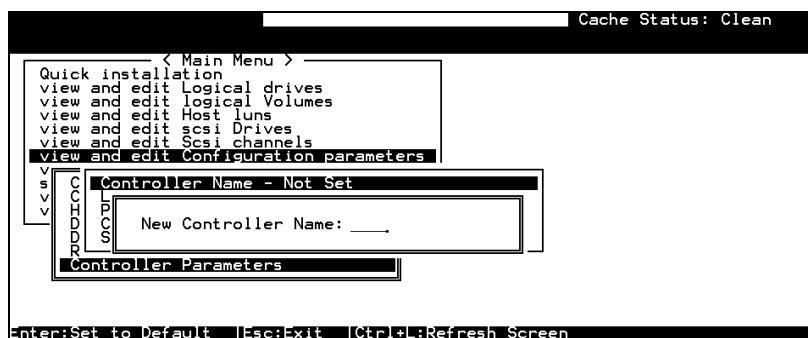 Cache Status: Clean
< Main Menu >
Quick installation
view and edit Logical drives
view and edit logical Volumes
view and edit Host luns
view and edit scsi Drives
view and edit Scsi channels
view and edit Configuration parameters
v
s C Controller Name - Not Set
v C L
v H P New Controller Name: ____.
D C
D S
R
Controller Parameters
Enter:Set to Default |Esc:Exit |Ctrl+L:Refresh Screen